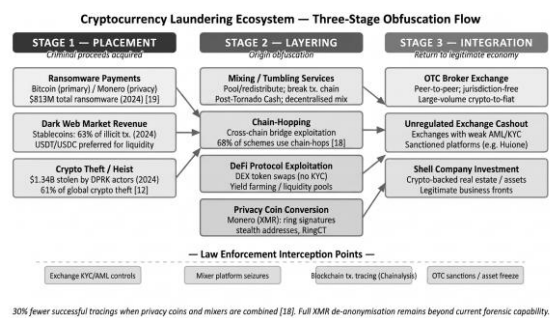 Cryptocurrency Laundering Ecosystem — Three-Stage Obfuscation Flow
STAGE 1 — PLACEMENT
Criminal proceeds acquired
Ransomware Payments
Bitcoin (primary) / Monero (privacy)
$813M total ransomware (2024) [19]
Dark Web Market Revenue
Stablecoins: 63% of illicit tx. (2024)
USDT/USDC preferred for liquidity
Crypto Theft / Heist
$1.34B stolen by DPRK actors (2024)
61% of global crypto theft [12]
STAGE 2 — LAYERING
Origin obfuscation
Mixing / Tumbling Services
Pool/redistribute; break tx. chain
Post-Tornado Cash; decentralised mix
Chain-Hopping
Cross-chain bridge exploitation
68% of schemes use chain-hops [18]
DeFi Protocol Exploitation
DEX token swaps (no KYC)
Yield farming / liquidity pools
Privacy Coin Conversion
Monero (XMR): ring signatures
stealth addresses, RingCT
STAGE 3 — INTEGRATION
Return to legitimate economy
OTC Broker Exchange
Peer-to-peer; jurisdiction-free
Large-volume crypto-to-fiat
Unregulated Exchange Cashout
Exchanges with weak AML/KYC
Sanctioned platforms (e.g. Huione)
Shell Company Investment
Crypto-backed real estate / assets
Legitimate business fronts
— Law Enforcement Interception Points —
Exchange KYC/AML controls
Mixer platform seizures
Blockchain tx. tracing (Chainalysis)
OTC sanctions / asset freeze
30% fewer successful tracings when privacy coins and mixers are combined [18]. Full XMR de-anonymisation remains beyond current forensic capability.